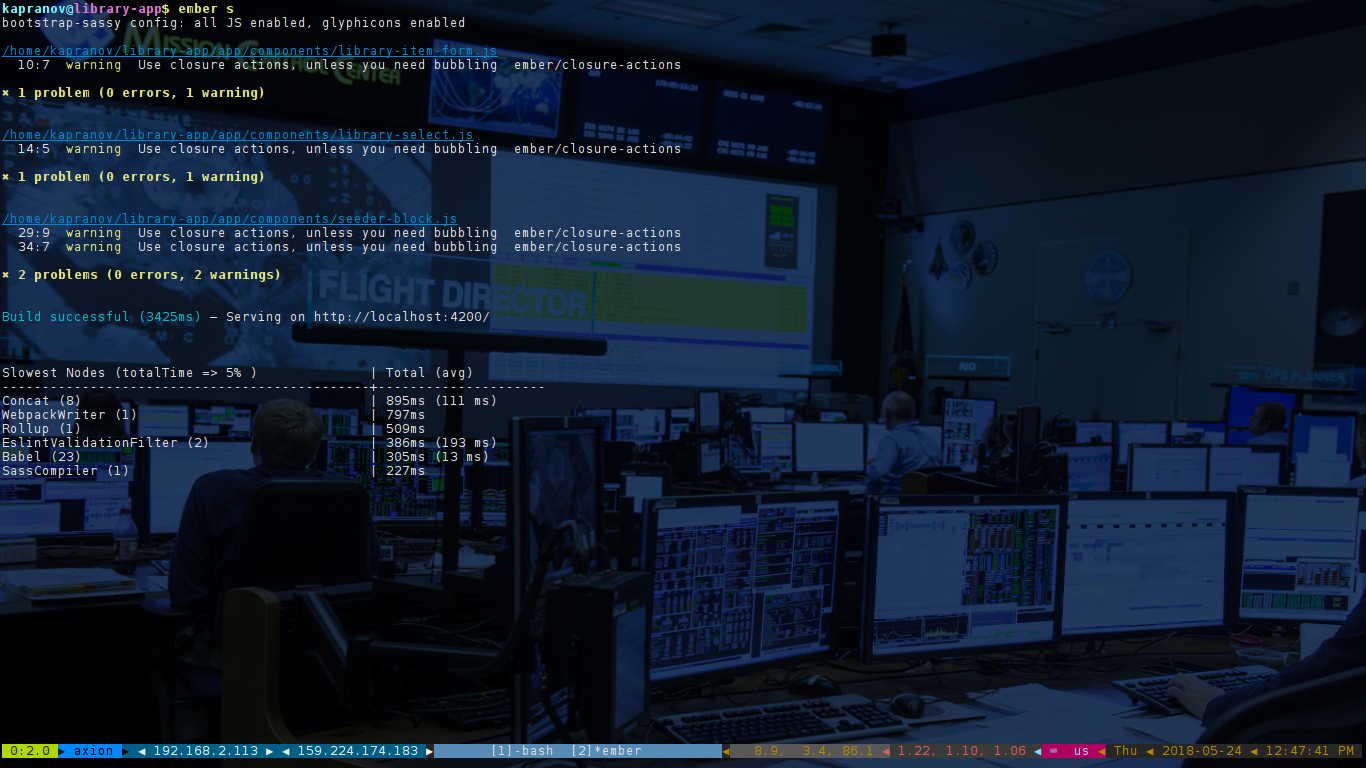 kapranov@library-app$ ember s
bootstrap-sassy config: all JS enabled, glyphicons enabled
MISSION CONTROL CENTER
/home/kapranov/library-app/app/components/library-item-form.js
10:7  warning  Use closure actions, unless you need bubbling  ember/closure-actions
✖ 1 problem (0 errors, 1 warning)
/home/kapranov/library-app/app/components/library-select.js
14:5  warning  Use closure actions, unless you need bubbling  ember/closure-actions
✖ 1 problem (0 errors, 1 warning)
/home/kapranov/library-app/app/components/seeder-block.js
29:9  warning  Use closure actions, unless you need bubbling  ember/closure-actions
34:7  warning  Use closure actions, unless you need bubbling  ember/closure-actions
✖ 2 problems (0 errors, 2 warnings)
FLIGHT DIRECTOR
Build successful (3425ms) – Serving on http://localhost:4200/
RIO
OPS PLANNER
Slowest Nodes (totalTime => 5% )              | Total (avg)
----------------------------------------------+---------------------
Concat (8)                                    | 895ms (111 ms)
WebpackWriter (1)                             | 797ms
Rollup (1)                                    | 509ms
EslintValidationFilter (2)                    | 386ms (193 ms)
Babel (23)                                    | 305ms (13 ms)
SassCompiler (1)                              | 227ms
0:2.0 axion 192.168.2.113 159.224.174.183 [1]-bash [2]*ember 8.9, 3.4, 86.1 1.22, 1.10, 1.06 us Thu 2018-05-24 12:47:41 PM